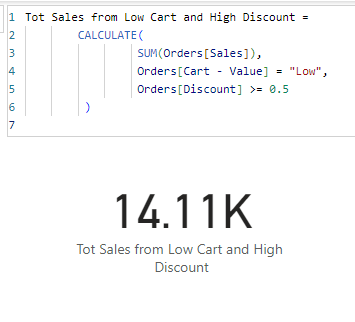 1 Tot Sales from Low Cart and High Discount =
2 CALCULATE(
3 SUM(Orders[Sales]),
4 Orders[Cart - Value] = "Low",
5 Orders[Discount] >= 0.5
6 )
7
14.11K
Tot Sales from Low Cart and High
Discount